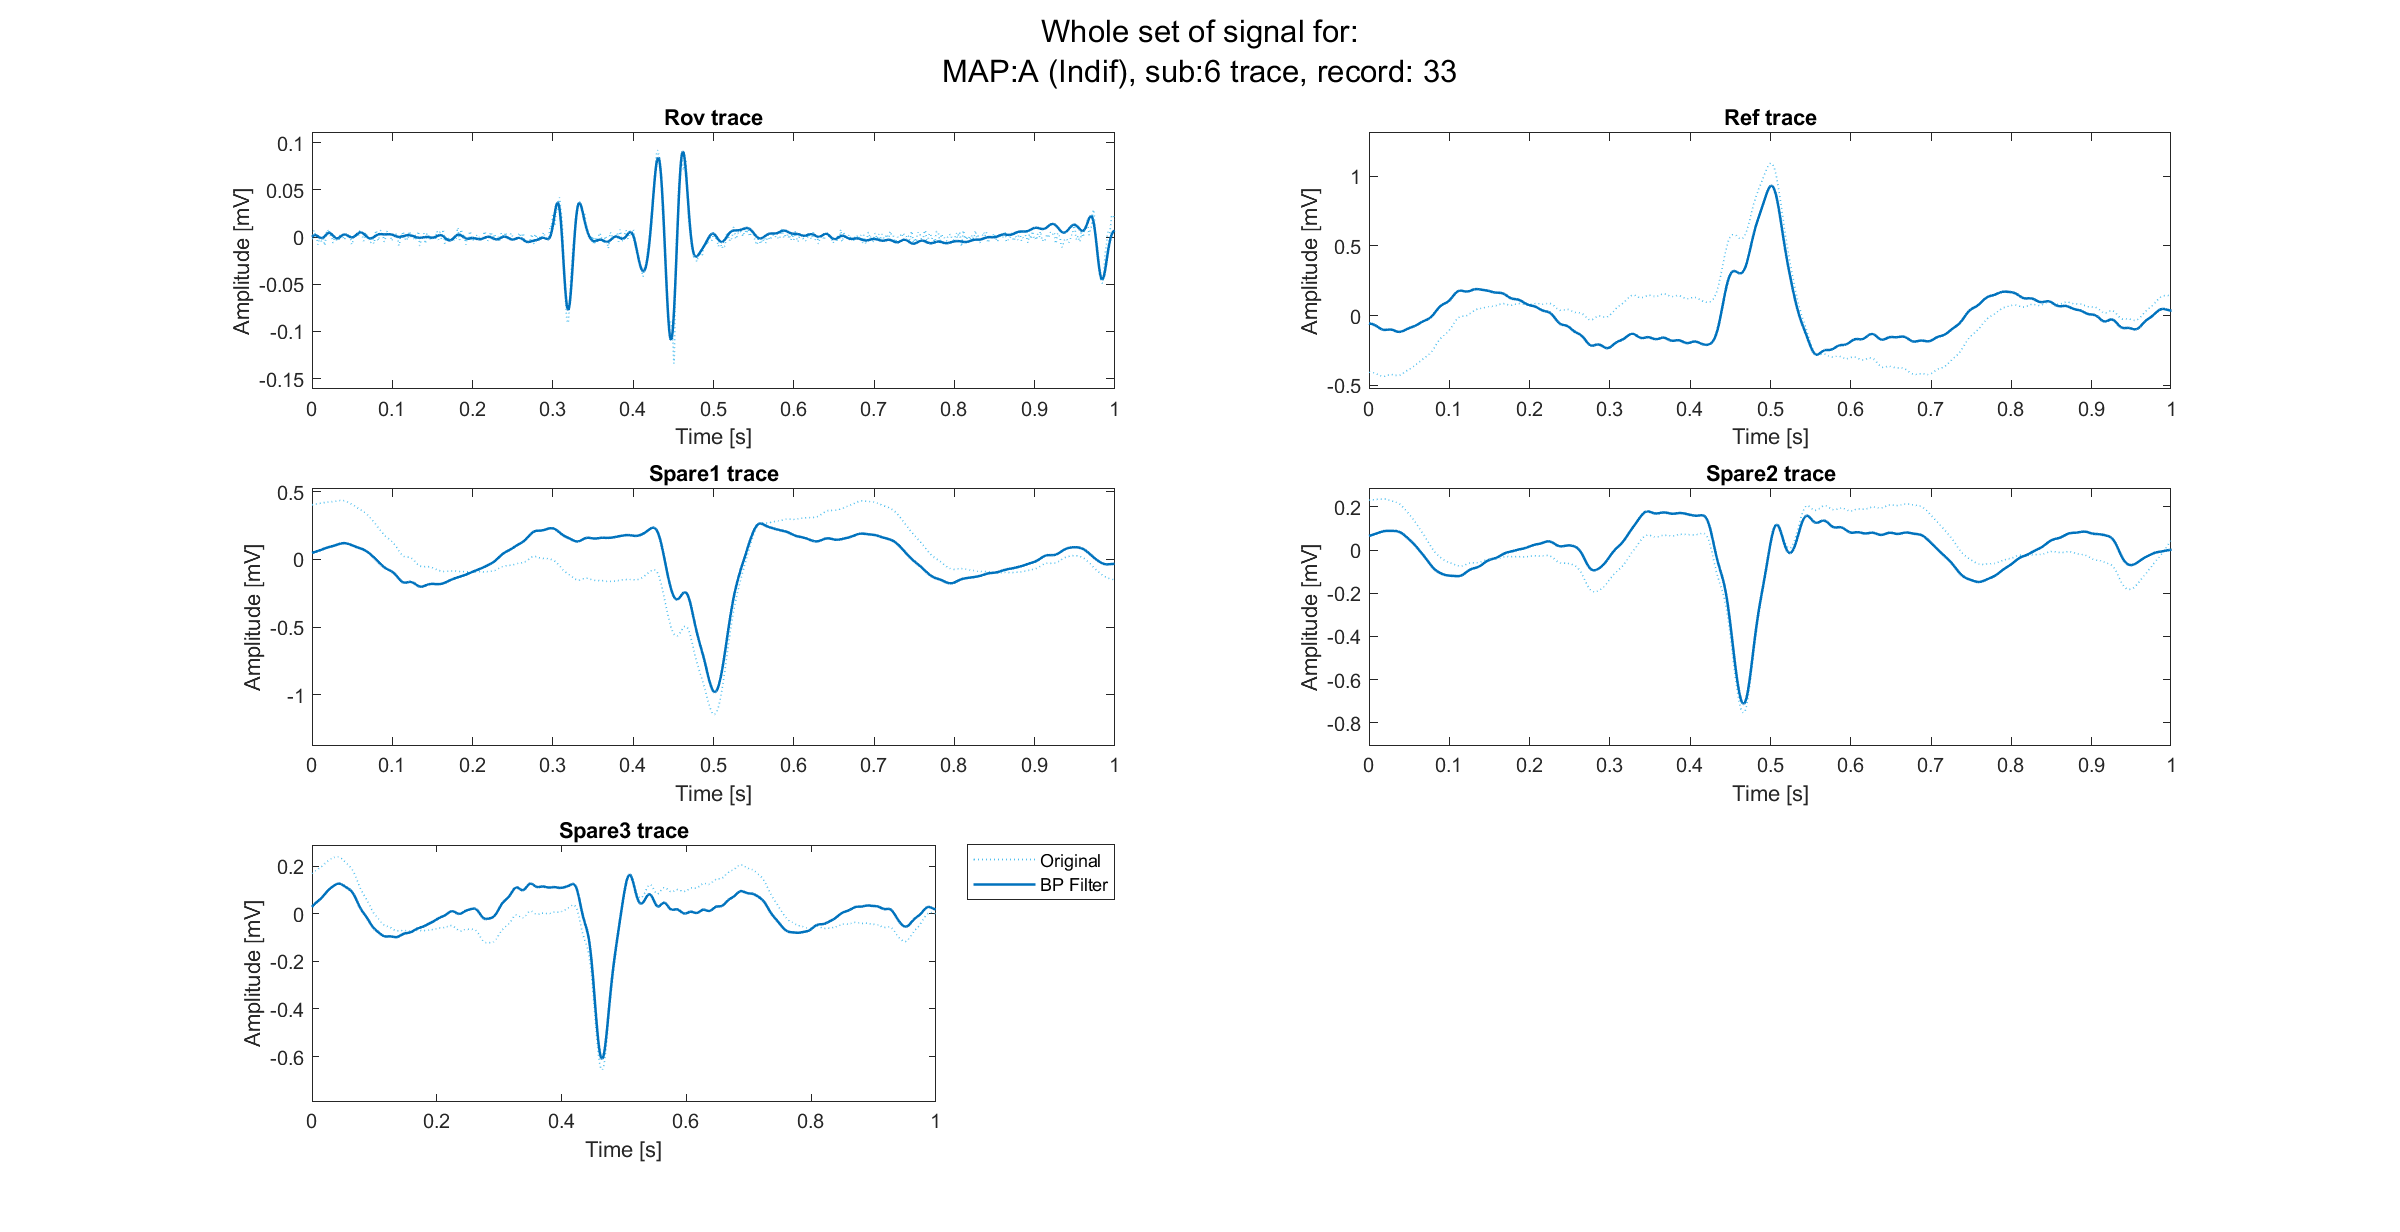 Whole set of signal for:
MAP:A (Indif), sub:6 trace, record: 33
Rov trace
Amplitude [mV]
0.1
0.05
0
-0.05
-0.1
-0.15
0 0.1 0.2 0.3 0.4 0.5 0.6 0.7 0.8 0.9 1
Time [s]
Ref trace
Amplitude [mV]
1
0.5
0
-0.5
0 0.1 0.2 0.3 0.4 0.5 0.6 0.7 0.8 0.9 1
Time [s]
Spare1 trace
Amplitude [mV]
0.5
0
-0.5
-1
0 0.1 0.2 0.3 0.4 0.5 0.6 0.7 0.8 0.9 1
Time [s]
Spare2 trace
Amplitude [mV]
0.2
0
-0.2
-0.4
-0.6
-0.8
0 0.1 0.2 0.3 0.4 0.5 0.6 0.7 0.8 0.9 1
Time [s]
Spare3 trace
Amplitude [mV]
0.2
0
-0.2
-0.4
-0.6
0 0.2 0.4 0.6 0.8 1
Time [s]
Original
BP Filter